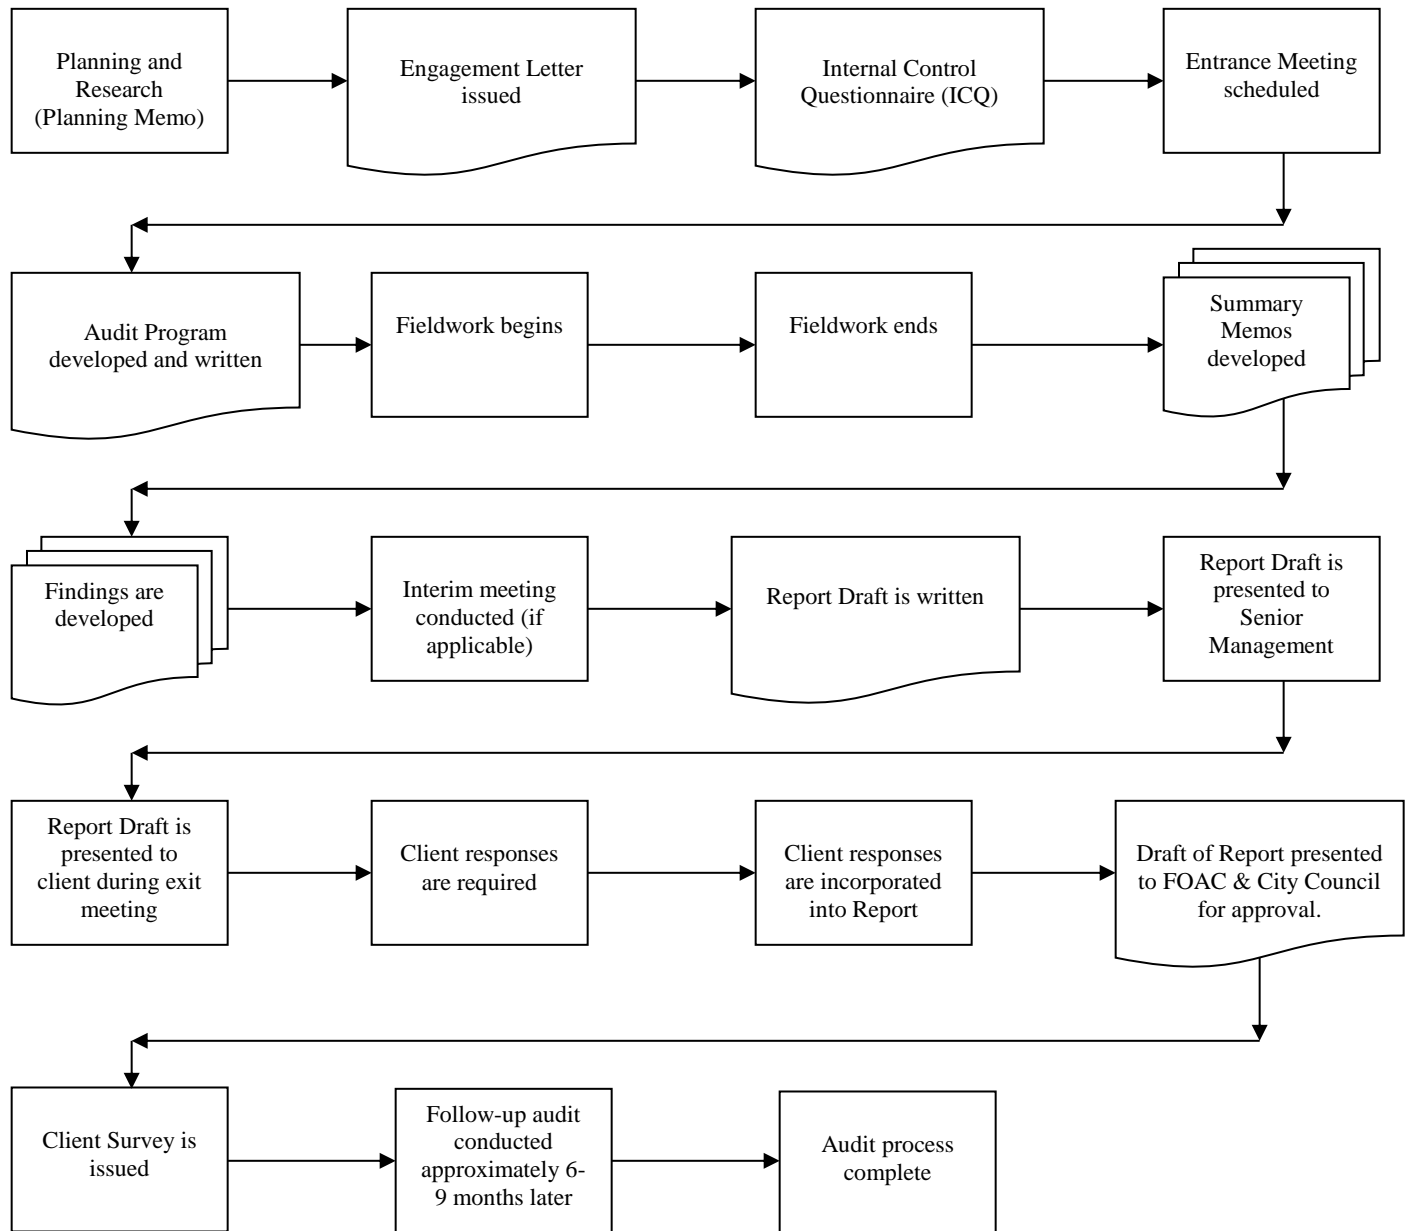 Planning and
Research
(Planning Memo)
Engagement Letter
issued
Internal Control
Questionnaire (ICQ)
Entrance Meeting
scheduled
Audit Program
developed and written
Fieldwork begins
Fieldwork ends
Summary
Memos
developed
Findings are
developed
Interim meeting
conducted (if
applicable)
Report Draft is written
Report Draft is
presented to
Senior
Management
Report Draft is
presented to
client during exit
meeting
Client responses
are required
Client responses
are incorporated
into Report
Draft of Report presented
to FOAC & City Council
for approval.
Client Survey is
issued
Follow-up audit
conducted
approximately 6-
9 months later
Audit process
complete